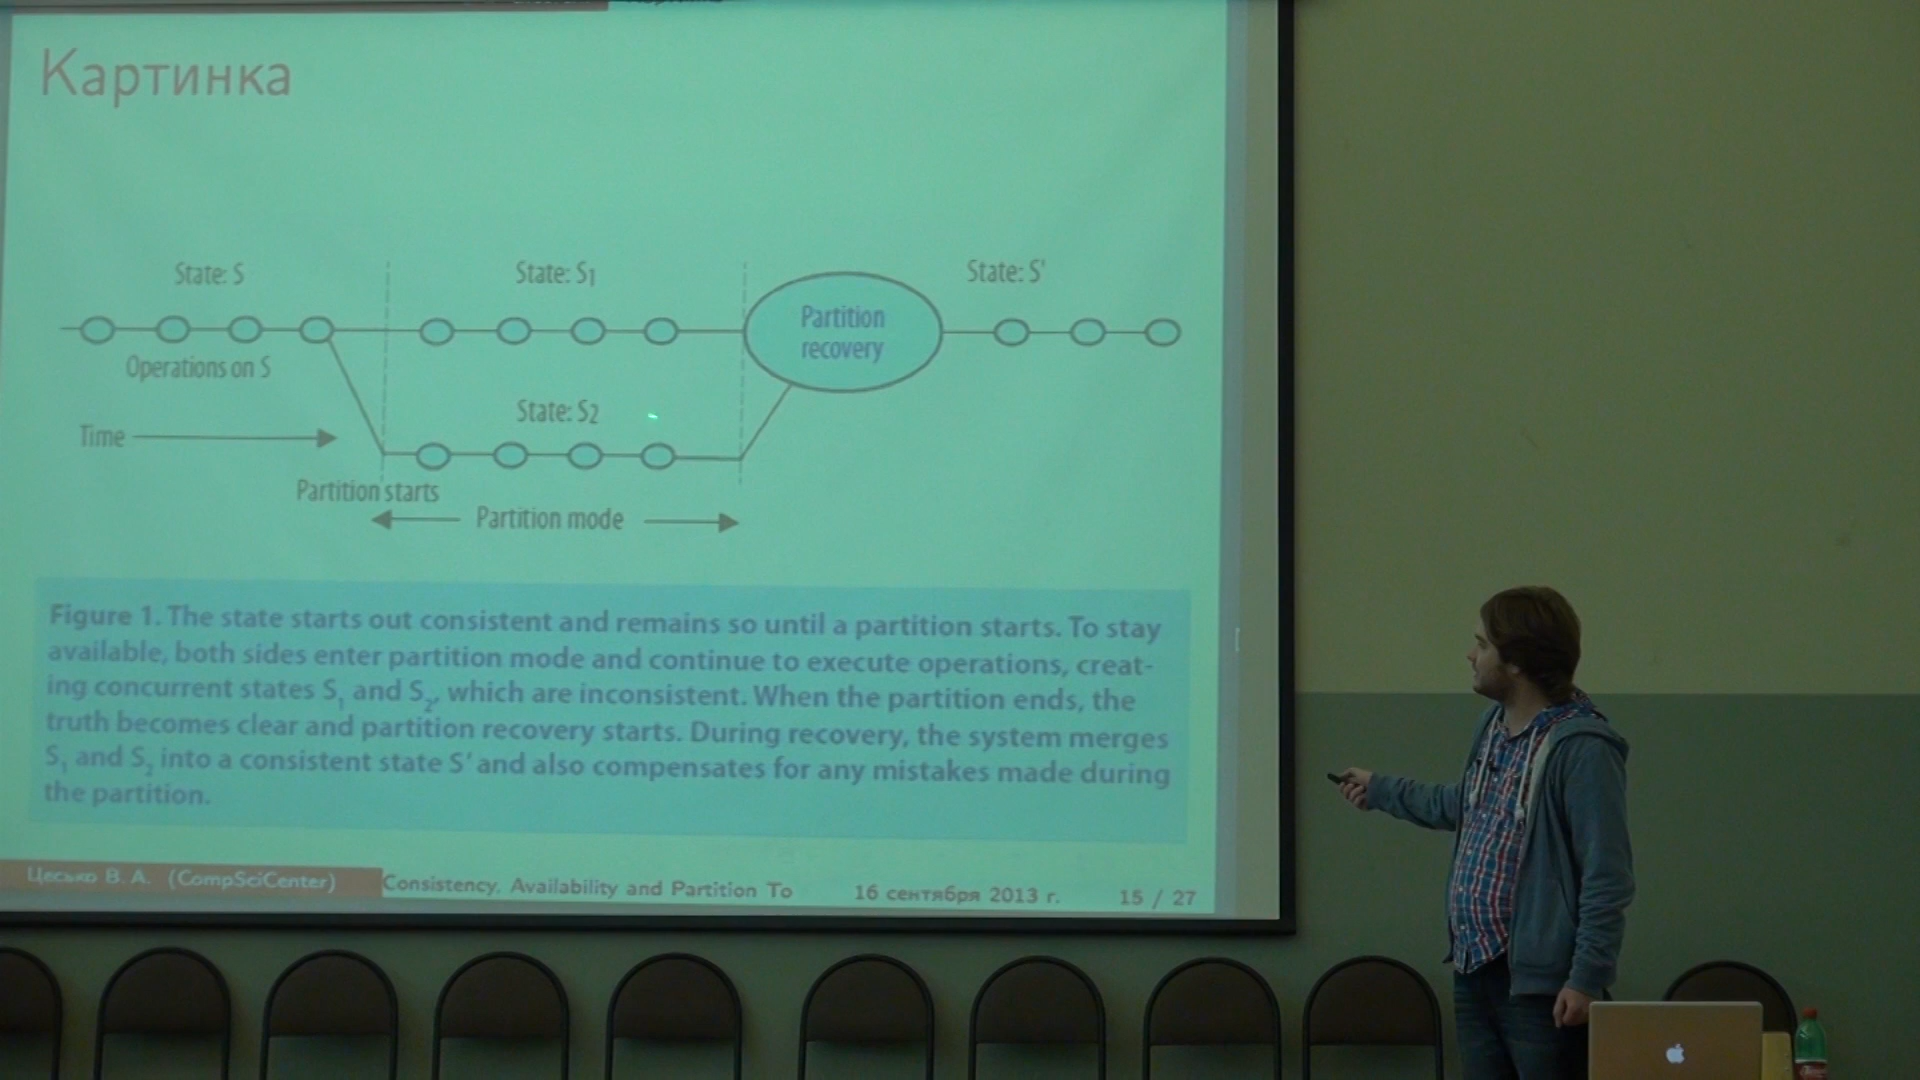 Картинка
State: S
State: S1
State: S'
Partition
recovery
Operations on S
State: S2
Time
Partition starts
Partition mode
Figure 1. The state starts out consistent and remains so until a partition starts. To stay
available, both sides enter partition mode and continue to execute operations, creat-
ing concurrent states S1 and S2, which are inconsistent. When the partition ends, the
truth becomes clear and partition recovery starts. During recovery, the system merges
S1 and S2 into a consistent state S' and also compensates for any mistakes made during
the partition.
Цесько В. А. (CompSciCenter) Consistency, Availability and Partition To 16 сентября 2013 г. 15 / 27